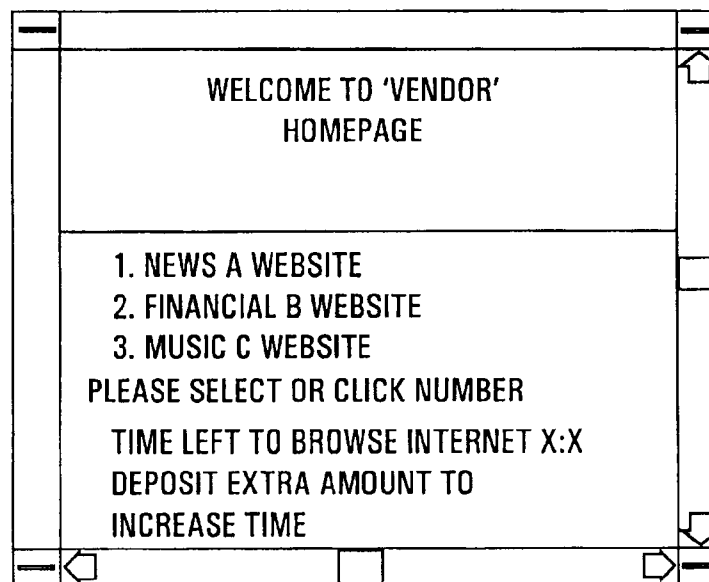 WELCOME TO 'VENDOR'
HOMEPAGE
1. NEWS A WEBSITE
2. FINANCIAL B WEBSITE
3. MUSIC C WEBSITE
PLEASE SELECT OR CLICK NUMBER
TIME LEFT TO BROWSE INTERNET X:X
DEPOSIT EXTRA AMOUNT TO
INCREASE TIME